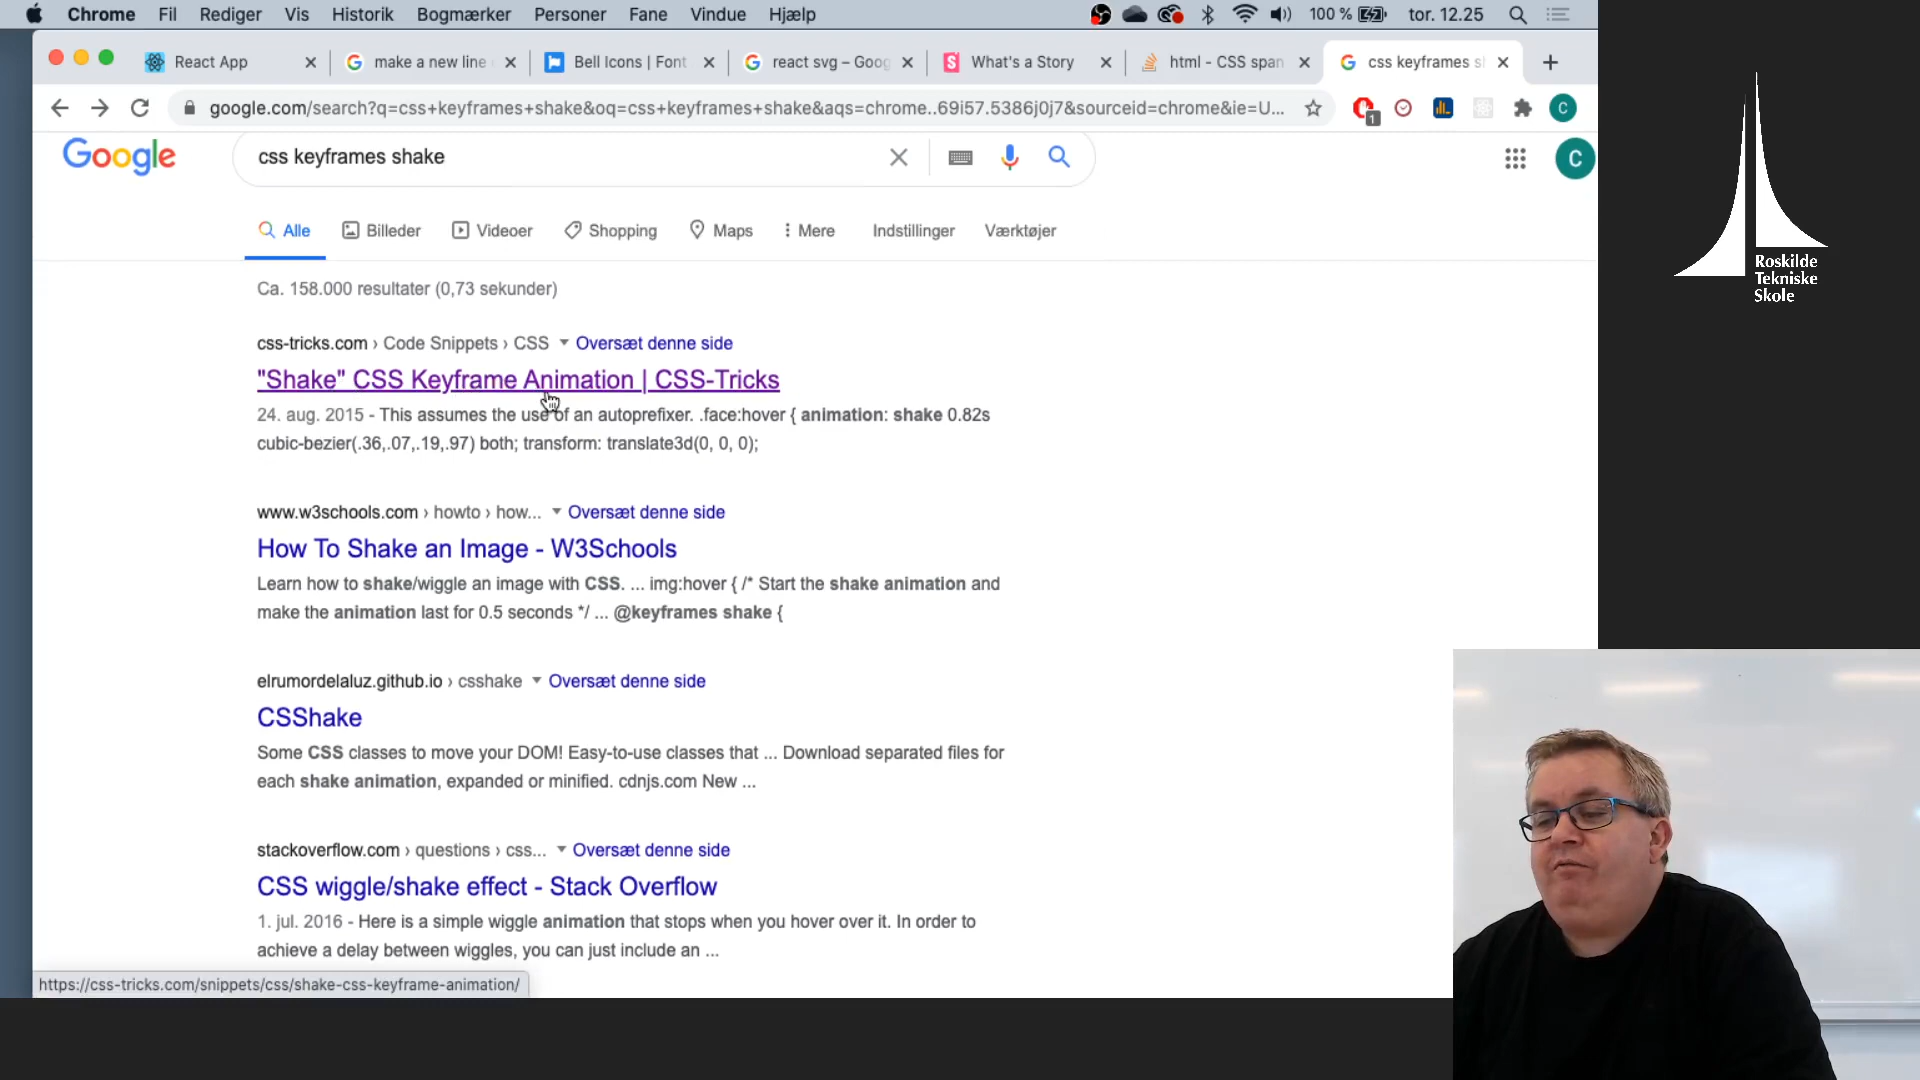 Chrome Fil Rediger Vis Historik Bogmærker Personer Fane Vindue Hjælp 100 % tor. 12.25
React App make a new line Bell Icons | Font react svg – Goog What's a Story html - CSS span css keyframes s
google.com/search?q=css+keyframes+shake&oq=css+keyframes+shake&aqs=chrome..69i57.5386j0j7&sourceid=chrome&ie=U... 1 C
Google css keyframes shake C
Alle Billeder Videoer Shopping Maps Mere Indstillinger Værktøjer
Ca. 158.000 resultater (0,73 sekunder)
css-tricks.com › Code Snippets › CSS Oversæt denne side
"Shake" CSS Keyframe Animation | CSS-Tricks
24. aug. 2015 - This assumes the use of an autoprefixer. .face:hover { animation: shake 0.82s
cubic-bezier(.36,.07,.19,.97) both; transform: translate3d(0, 0, 0);
www.w3schools.com › howto › how... Oversæt denne side
How To Shake an Image - W3Schools
Learn how to shake/wiggle an image with CSS. ... img:hover { /* Start the shake animation and
make the animation last for 0.5 seconds */ ... @keyframes shake {
elrumordelaluz.github.io › csshake Oversæt denne side
CSShake
Some CSS classes to move your DOM! Easy-to-use classes that ... Download separated files for
each shake animation, expanded or minified. cdnjs.com New ...
stackoverflow.com › questions › css... Oversæt denne side
CSS wiggle/shake effect - Stack Overflow
1. jul. 2016 - Here is a simple wiggle animation that stops when you hover over it. In order to
achieve a delay between wiggles, you can just include an ...
https://css-tricks.com/snippets/css/shake-css-keyframe-animation/
Roskilde
Tekniske
Skole